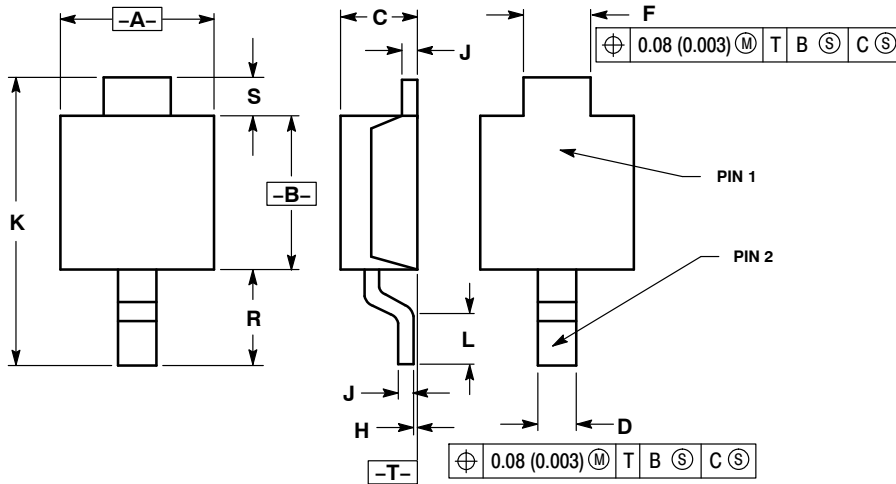 –A–
C
F
J
⌖ 0.08 (0.003) Ⓜ T B Ⓢ C Ⓢ
S
K
–B–
PIN 1
PIN 2
R
L
J
D
H
⌖ 0.08 (0.003) Ⓜ T B Ⓢ C Ⓢ
–T–